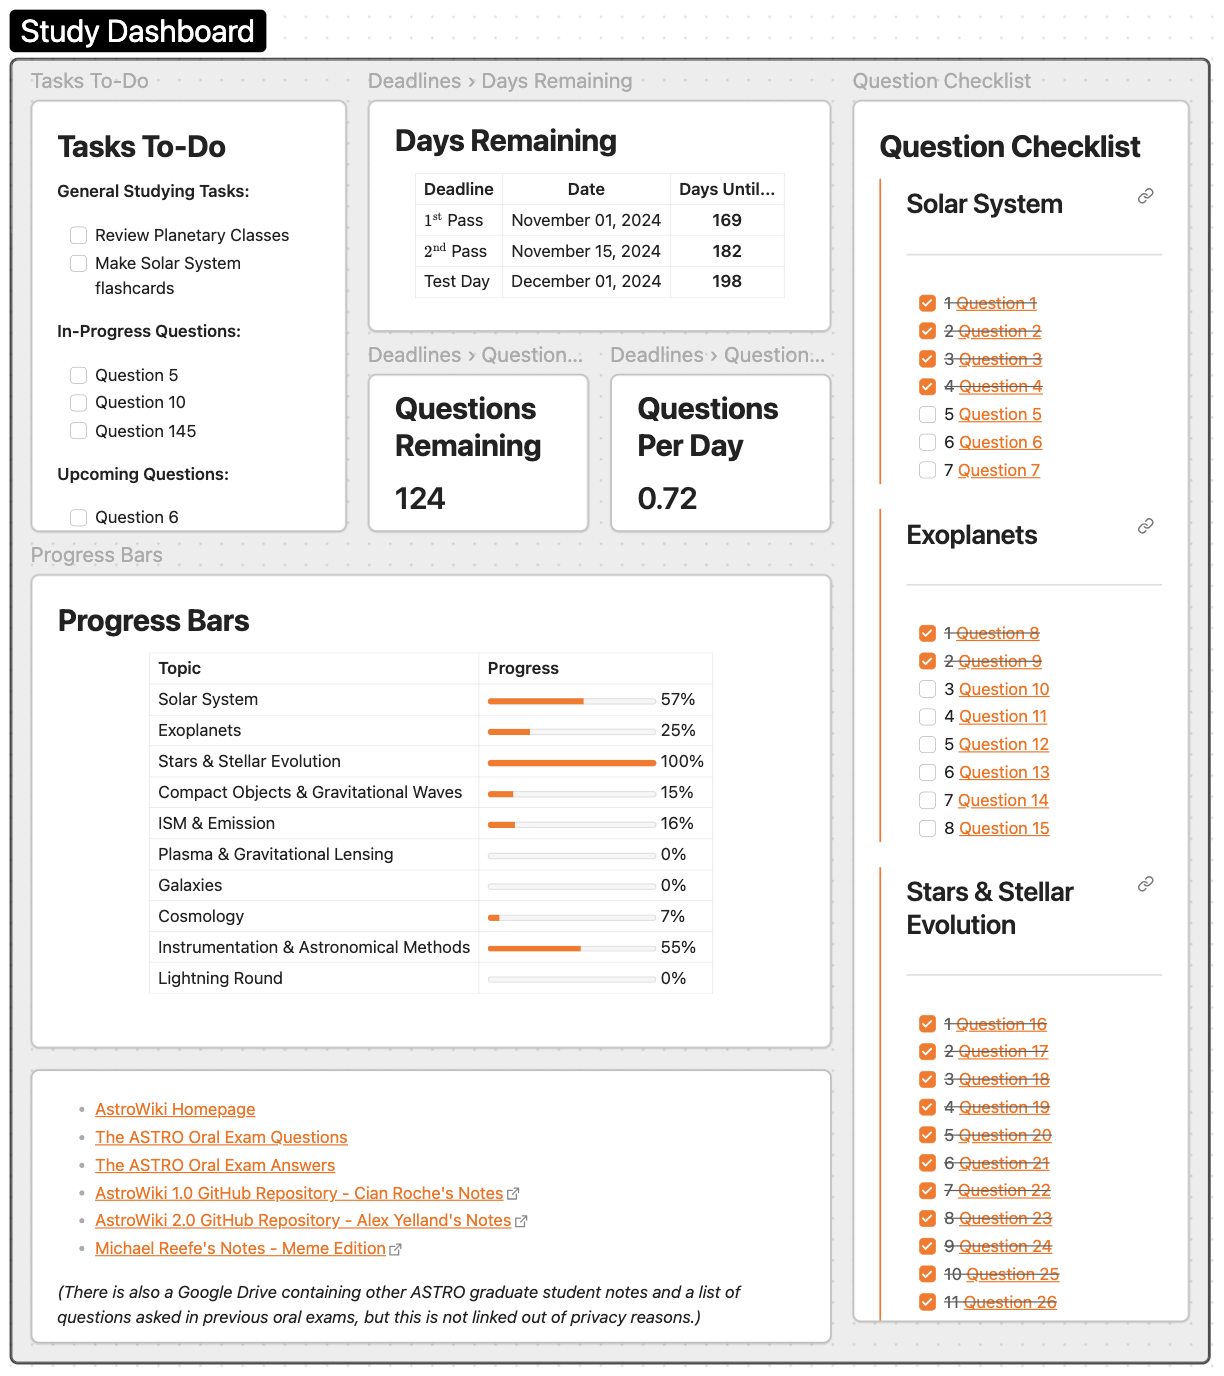 Study Dashboard
Tasks To-Do
Tasks To-Do
General Studying Tasks:
Review Planetary Classes
Make Solar System
flashcards
In-Progress Questions:
Question 5
Question 10
Question 145
Upcoming Questions:
Question 6
Deadlines › Days Remaining
Days Remaining
Deadline Date Days Until...
1st Pass November 01, 2024 169
2nd Pass November 15, 2024 182
Test Day December 01, 2024 198
Deadlines › Question...
Questions
Remaining
124
Deadlines › Question...
Questions
Per Day
0.72
Progress Bars
Progress Bars
Topic Progress
Solar System 57%
Exoplanets 25%
Stars & Stellar Evolution 100%
Compact Objects & Gravitational Waves 15%
ISM & Emission 16%
Plasma & Gravitational Lensing 0%
Galaxies 0%
Cosmology 7%
Instrumentation & Astronomical Methods 55%
Lightning Round 0%
AstroWiki Homepage
The ASTRO Oral Exam Questions
The ASTRO Oral Exam Answers
AstroWiki 1.0 GitHub Repository - Cian Roche's Notes
AstroWiki 2.0 GitHub Repository - Alex Yelland's Notes
Michael Reefe's Notes - Meme Edition
(There is also a Google Drive containing other ASTRO graduate student notes and a list of
questions asked in previous oral exams, but this is not linked out of privacy reasons.)
Question Checklist
Question Checklist
Solar System
1 Question 1
2 Question 2
3 Question 3
4 Question 4
5 Question 5
6 Question 6
7 Question 7
Exoplanets
1 Question 8
2 Question 9
3 Question 10
4 Question 11
5 Question 12
6 Question 13
7 Question 14
8 Question 15
Stars & Stellar
Evolution
1 Question 16
2 Question 17
3 Question 18
4 Question 19
5 Question 20
6 Question 21
7 Question 22
8 Question 23
9 Question 24
10 Question 25
11 Question 26